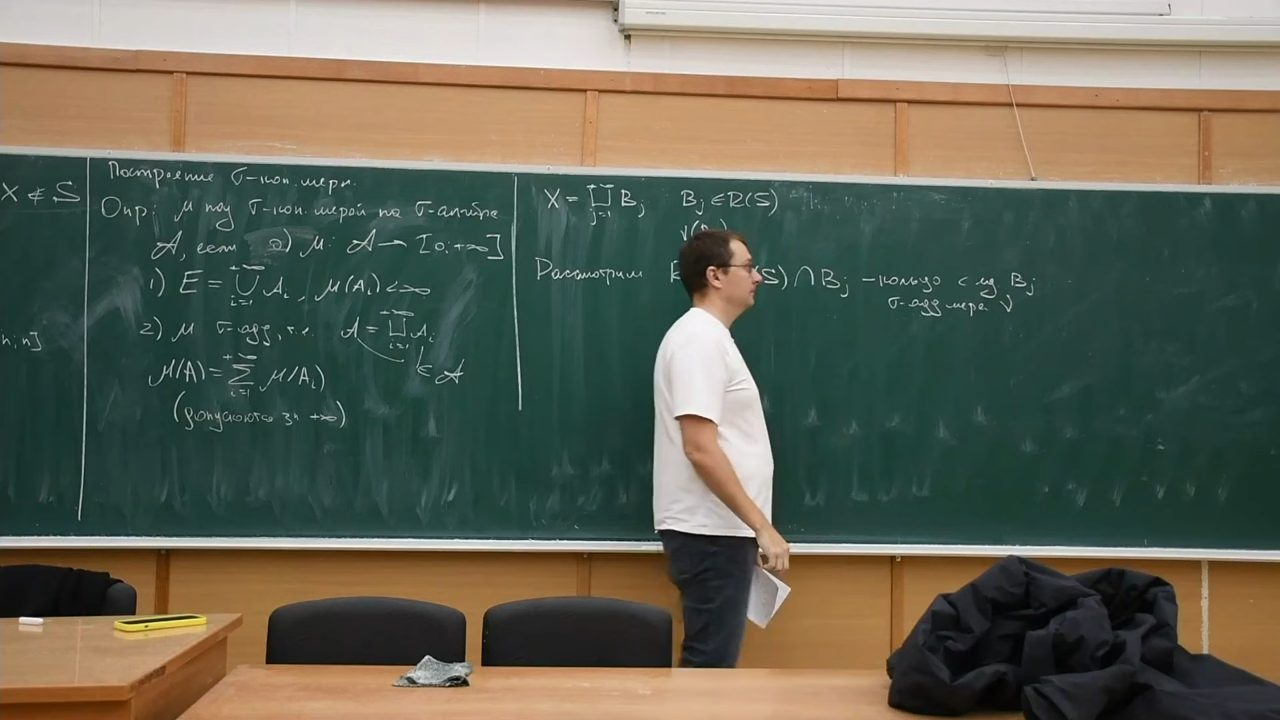 X ∉ S
n;n]
Построение σ-кон. меры.
Опр: μ наз σ-кон. мерой на σ-алгебре
𝒜, если 0) μ: 𝒜 → [0; +∞]
1) E = ⋃_{i=1}^{+∞} A_i, μ(A_i) < ∞
2) μ σ-адд, т.е. A = ⨆_{i=1}^{+∞} A_i
∈ 𝒜
μ(A) = ∑_{i=1}^{+∞} μ(A_i)
(допускаются зн +∞)
X = ⨆_{j=1}^{+∞} B_j B_j ∈ R(S)
Рассмотрим S) ∩ B_j – кольцо с ед B_j
σ-адд мера ν